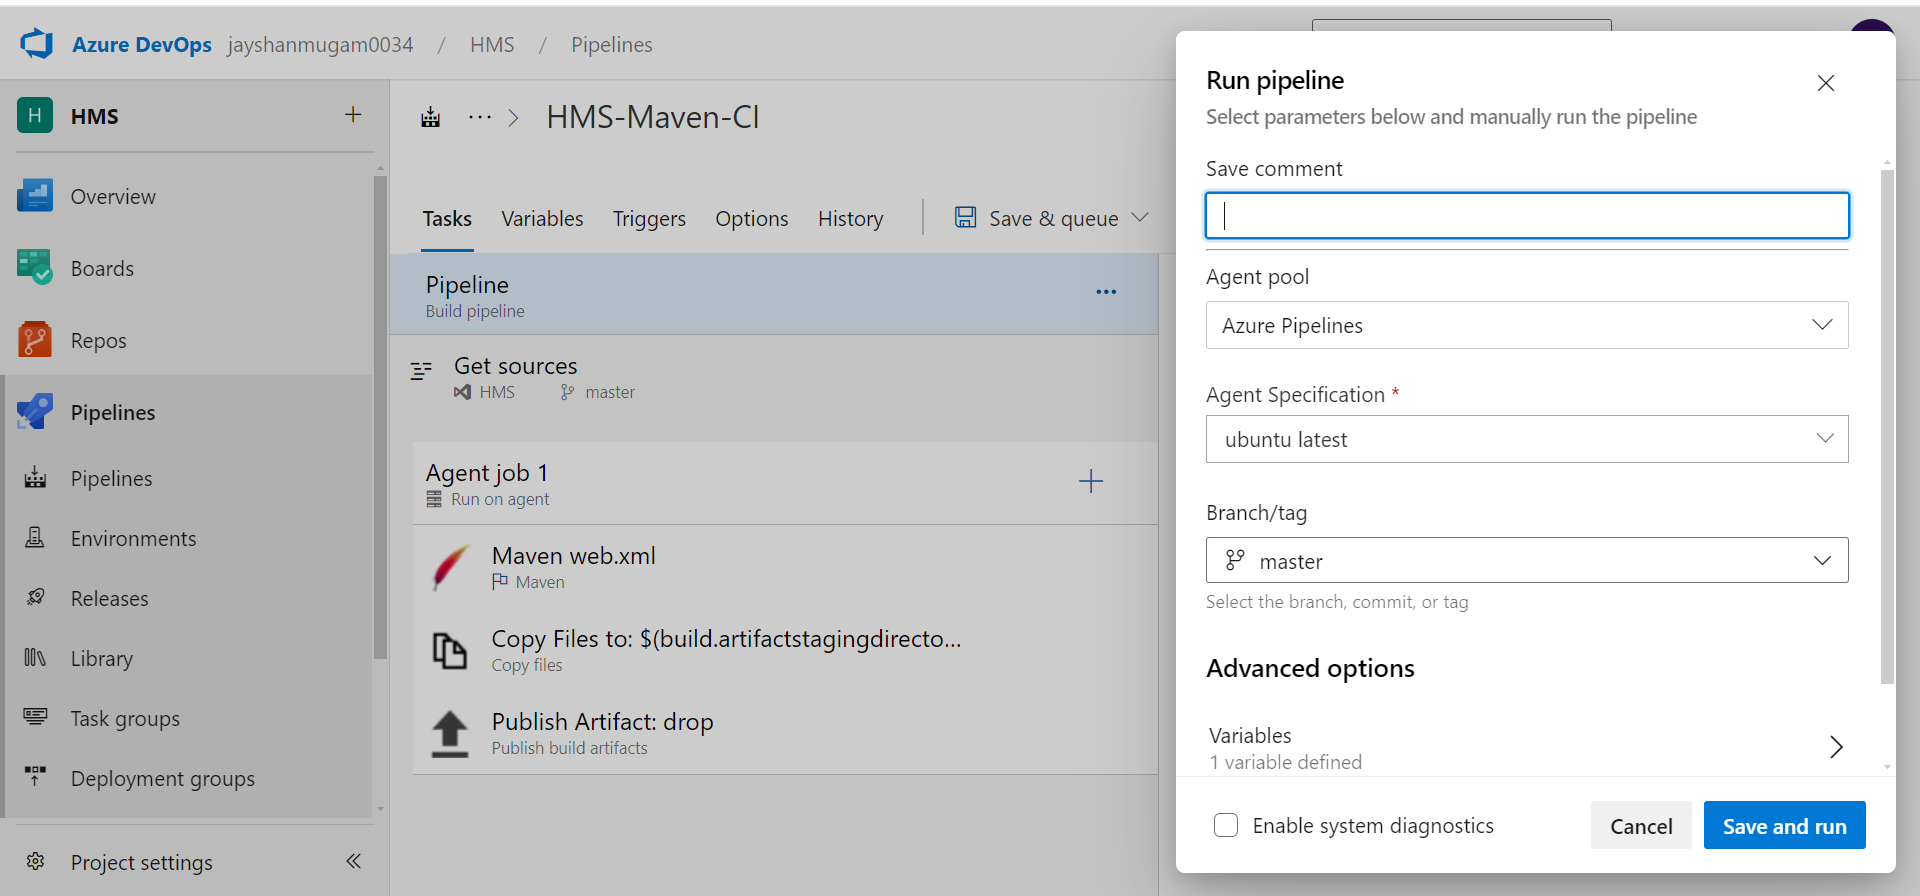 Azure DevOps jayshanmugam0034 / HMS / Pipelines
H HMS
Overview
Boards
Repos
Pipelines
Pipelines
Environments
Releases
Library
Task groups
Deployment groups
Project settings
... > HMS-Maven-CI
Tasks Variables Triggers Options History Save & queue
Pipeline
Build pipeline
Get sources
HMS master
Agent job 1
Run on agent
Maven web.xml
Maven
Copy Files to: $(build.artifactstagingdirecto...
Copy files
Publish Artifact: drop
Publish build artifacts
Run pipeline
Select parameters below and manually run the pipeline
Save comment
Agent pool
Azure Pipelines
Agent Specification *
ubuntu latest
Branch/tag
master
Select the branch, commit, or tag
Advanced options
Variables
1 variable defined
Enable system diagnostics
Cancel
Save and run